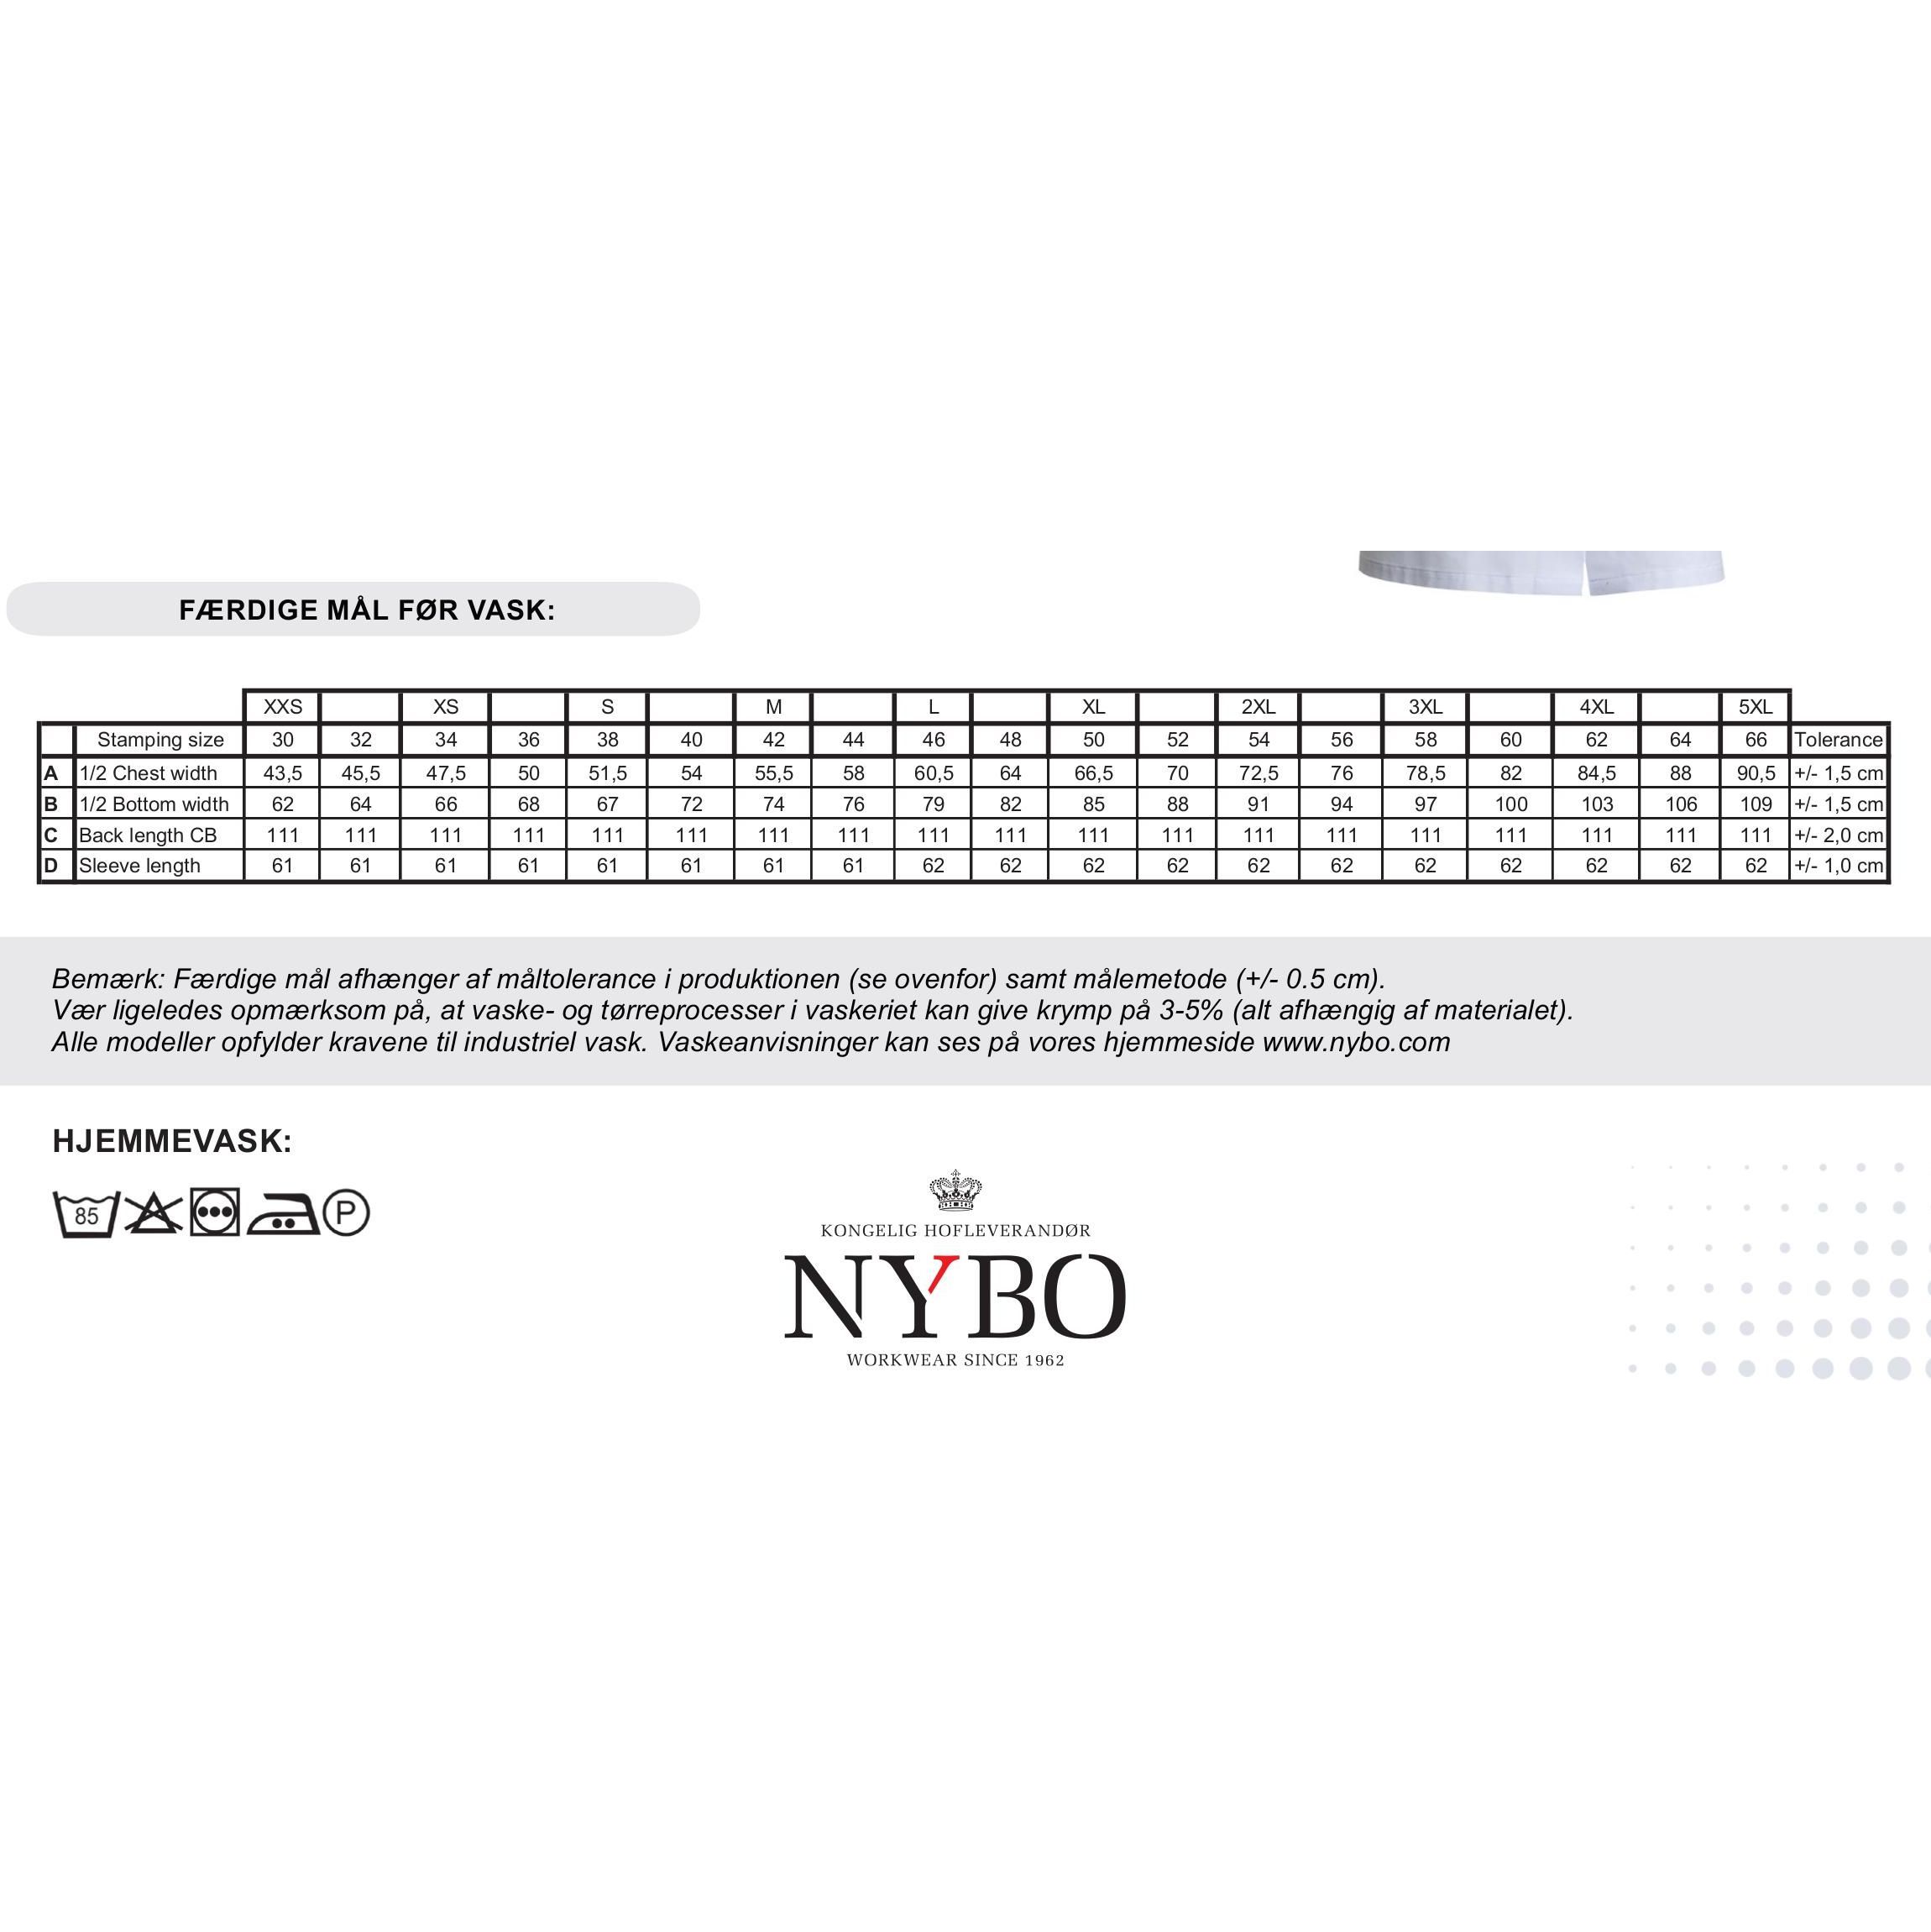 FÆRDIGE MÅL FØR VASK:
XXS XS S M L XL 2XL 3XL 4XL 5XL
Stamping size 30 32 34 36 38 40 42 44 46 48 50 52 54 56 58 60 62 64 66 Tolerance
A 1/2 Chest width 43,5 45,5 47,5 50 51,5 54 55,5 58 60,5 64 66,5 70 72,5 76 78,5 82 84,5 88 90,5 +/- 1,5 cm
B 1/2 Bottom width 62 64 66 68 67 72 74 76 79 82 85 88 91 94 97 100 103 106 109 +/- 1,5 cm
C Back length CB 111 111 111 111 111 111 111 111 111 111 111 111 111 111 111 111 111 111 111 +/- 2,0 cm
D Sleeve length 61 61 61 61 61 61 61 61 62 62 62 62 62 62 62 62 62 62 62 +/- 1,0 cm
Bemærk: Færdige mål afhænger af måltolerance i produktionen (se ovenfor) samt målemetode (+/- 0.5 cm).
Vær ligeledes opmærksom på, at vaske- og tørreprocesser i vaskeriet kan give krymp på 3-5% (alt afhængig af materialet).
Alle modeller opfylder kravene til industriel vask. Vaskeanvisninger kan ses på vores hjemmeside www.nybo.com
HJEMMEVASK:
85 P
KONGELIG HOFLEVERANDØR
NYBO
WORKWEAR SINCE 1962